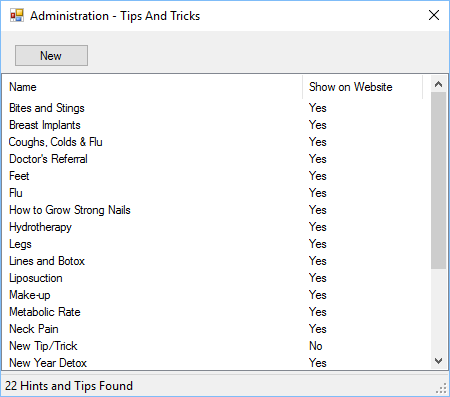 Administration - Tips And Tricks
New
Name Show on Website
Bites and Stings Yes
Breast Implants Yes
Coughs, Colds & Flu Yes
Doctor's Referral Yes
Feet Yes
Flu Yes
How to Grow Strong Nails Yes
Hydrotherapy Yes
Legs Yes
Lines and Botox Yes
Liposuction Yes
Make-up Yes
Metabolic Rate Yes
Neck Pain Yes
New Tip/Trick No
New Year Detox Yes
22 Hints and Tips Found